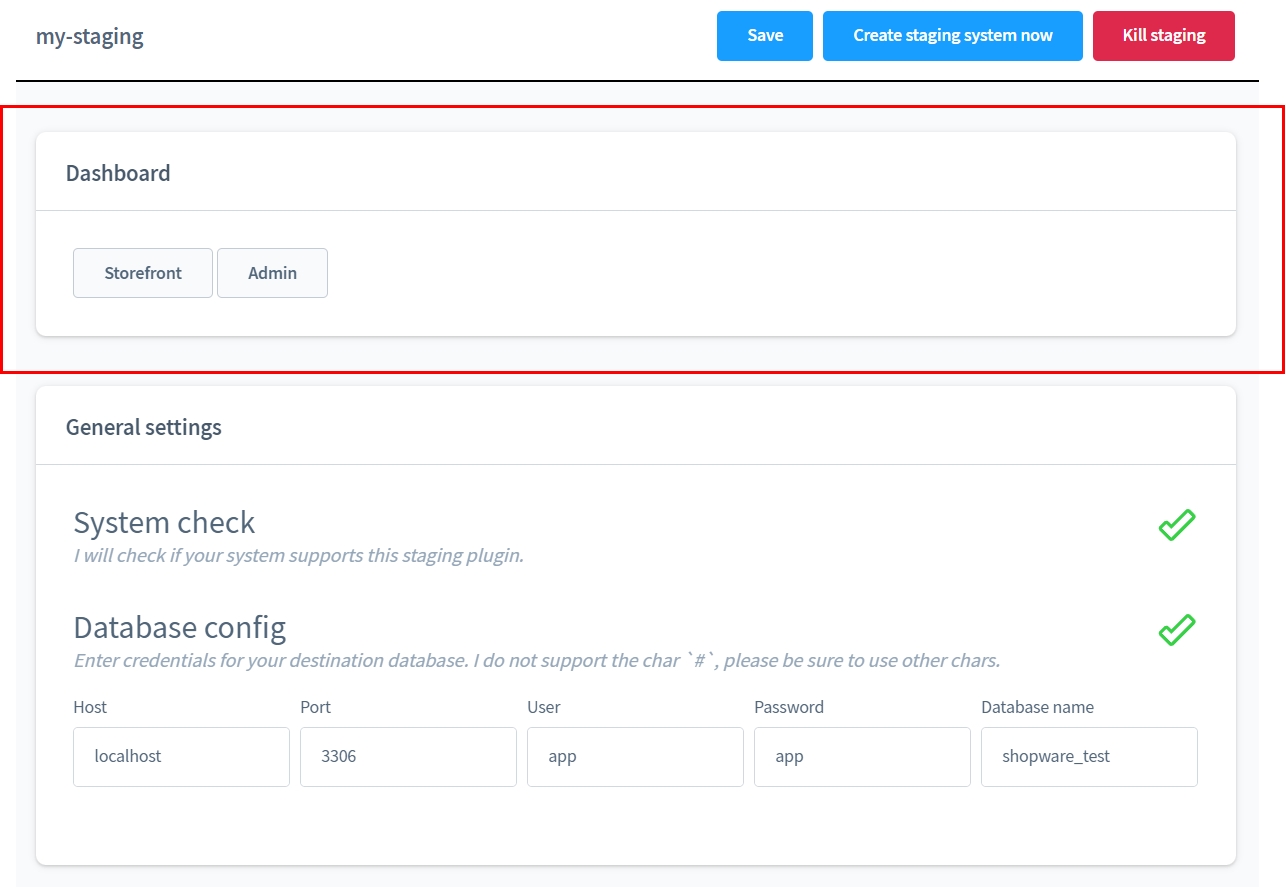 my-staging
Save
Create staging system now
Kill staging
Dashboard
Storefront
Admin
General settings
System check
I will check if your system supports this staging plugin.
Database config
Enter credentials for your destination database. I do not support the char `#`, please be sure to use other chars.
Host
Port
User
Password
Database name
localhost
3306
app
app
shopware_test